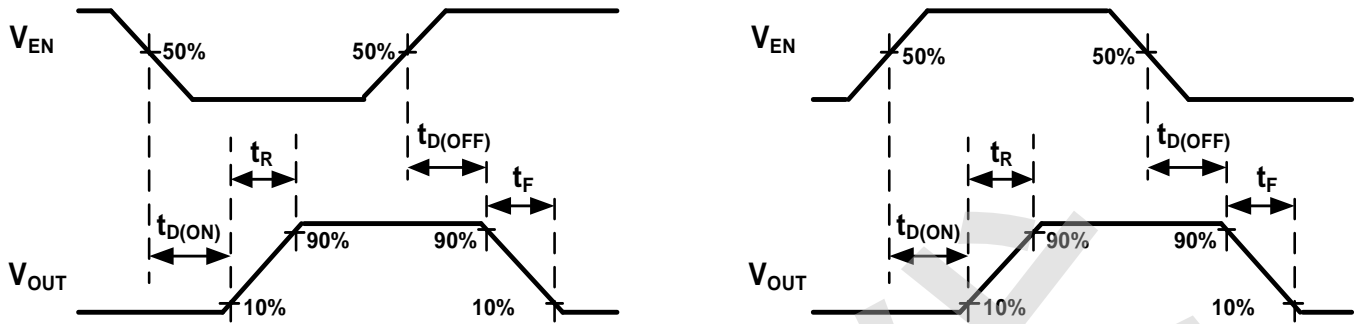 V_EN 50% 50%
t_R t_D(OFF) t_F
t_D(ON)
V_OUT 90% 90%
10% 10%
V_EN 50% 50%
t_R t_D(OFF) t_F
t_D(ON)
V_OUT 90% 90%
10% 10%